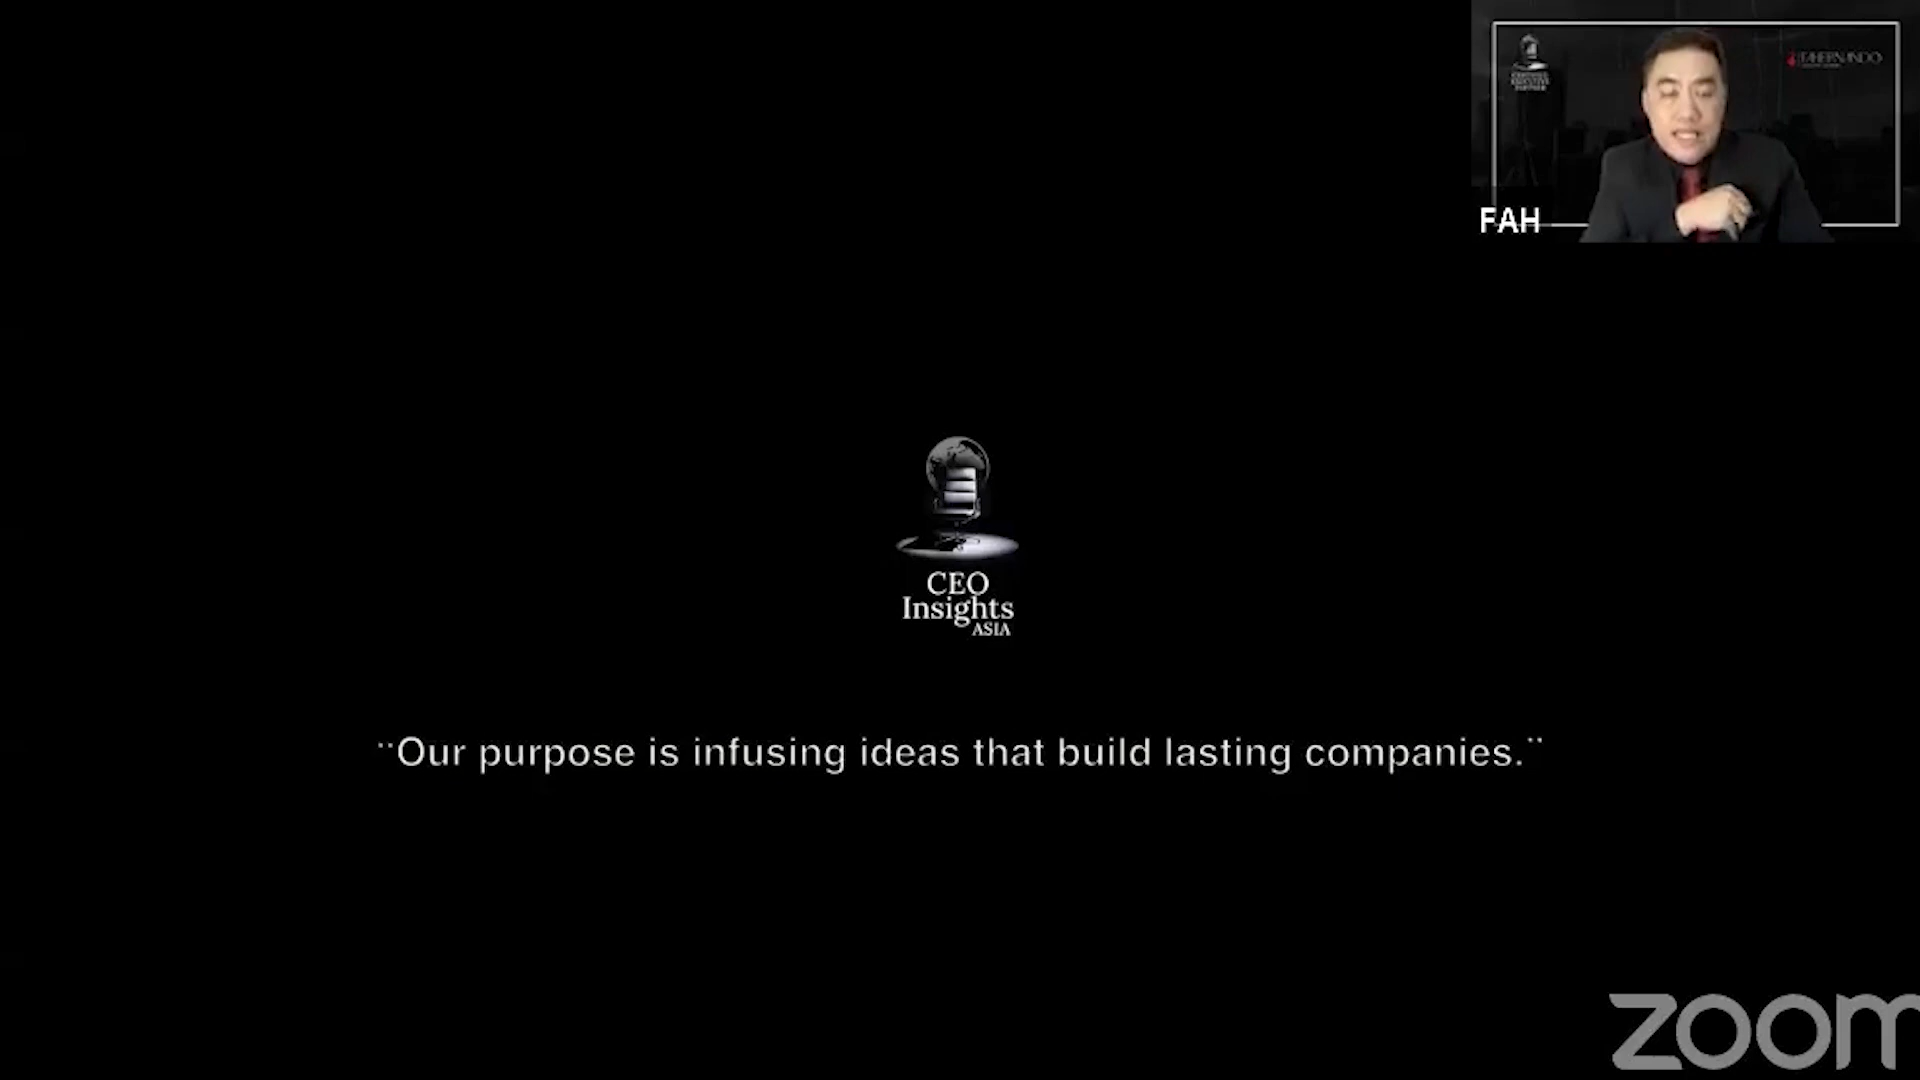 FAH
CEO
Insights
ASIA
¨Our purpose is infusing ideas that build lasting companies.¨
zoom